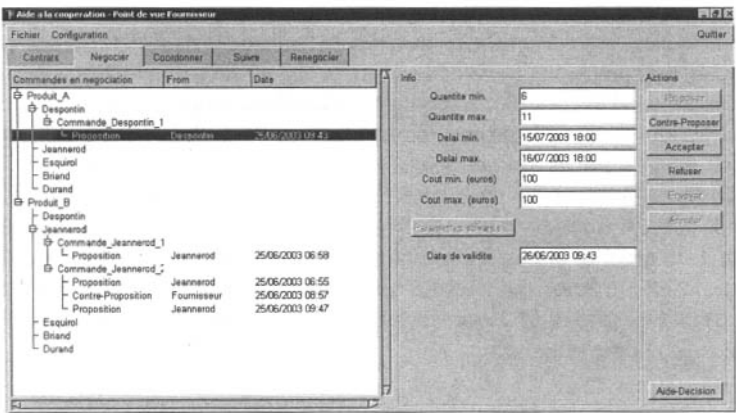 Aide a la cooperation - Point de vue Fournisseur
Fichier Configuration Quitter
Contrats Negocier Coordonner Suivre Renegocier
Commandes en negociation From Date
Produit_A
Despontin
Commande_Despontin_1
Proposition Despontin 25/06/2003 09:43
Jeannerod
Esquirol
Briand
Durand
Produit_B
Despontin
Jeannerod
Commande_Jeannerod_1
Proposition Jeannerod 25/06/2003 06:58
Commande_Jeannerod_2
Proposition Jeannerod 25/06/2003 06:55
Contre-Proposition Fournisseur 25/06/2003 08:57
Proposition Jeannerod 25/06/2003 09:47
Esquirol
Briand
Durand
Info
Quantite min. 6
Quantite max. 11
Delai min. 15/07/2003 18:00
Delai max. 16/07/2003 18:00
Cout min. (euros) 100
Cout max. (euros) 100
Date de validite 26/06/2003 09:43
Actions
Proposer
Contre-Proposer
Accepter
Refuser
Envoyer
Annuler
Aide-Decision